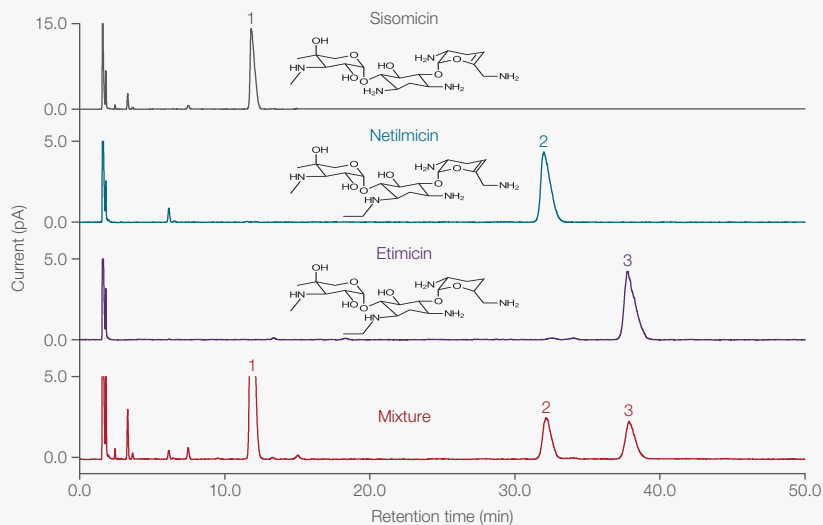 Sisomicin
15.0
0.0
1
OH
O
HN
OH
O
HO
O
H₂N
NH₂
H₂N
O
NH₂
Netilmicin
5.0
0.0
2
OH
O
HN
OH
O
HO
O
HN
NH₂
H₂N
O
NH₂
Etimicin
5.0
0.0
3
OH
O
HN
OH
O
HO
O
HN
NH₂
H₂N
O
NH₂
Mixture
5.0
0.0
1
2
3
Current (pA)
0.0 10.0 20.0 30.0 40.0 50.0
Retention time (min)